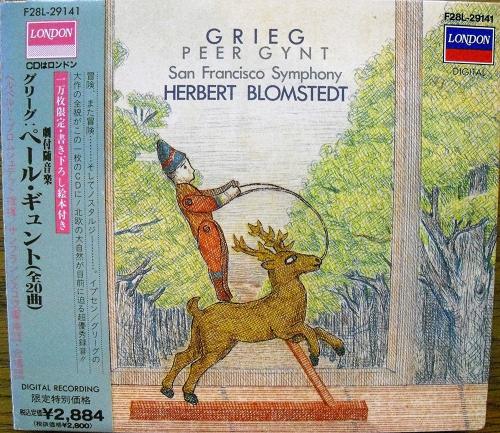 F28L-29141
LONDON
CDはロンドン
一万枚限定・書き下ろし絵本付き
劇付随音楽
グリーグ:ペール・ギュント〈全20曲〉
冒険、また冒険………そしてノスタルジー……。イプセン/グリーグの
大作の全貌がこの一枚のCDに!北欧の大自然が目前に迫る超優秀録音!!
DIGITAL RECORDING
限定特別価格
税込定価¥2,884
(税抜価格¥2,800)
F28L-29141
LONDON
DIGITAL
GRIEG
PEER GYNT
San Francisco Symphony
HERBERT BLOMSTEDT